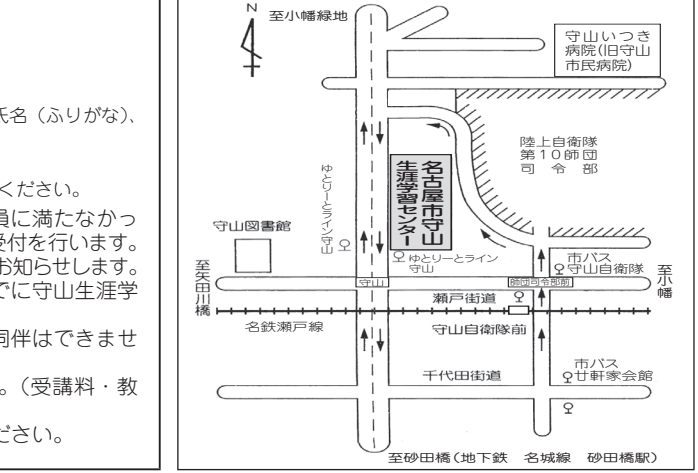 氏名（ふりがな）、
ください。
員に満たなかっ
受付を行います。
お知らせします。
でに守山生涯学
同伴はできませ
。（受講料・教
ださい。
N
至小幡緑地
守山いつき
病院(旧守山
市民病院)
陸上自衛隊
第10師団
司令部
名古屋市守山
生涯学習センター
ゆとりーとライン
守山
ゆとりーとライン
守山
守山図書館
市バス
守山自衛隊
至矢田川橋
守山
師団司令部前
至小幡
瀬戸街道
名鉄瀬戸線
守山自衛隊前
千代田街道
市バス
廿軒家会館
至砂田橋(地下鉄 名城線 砂田橋駅)